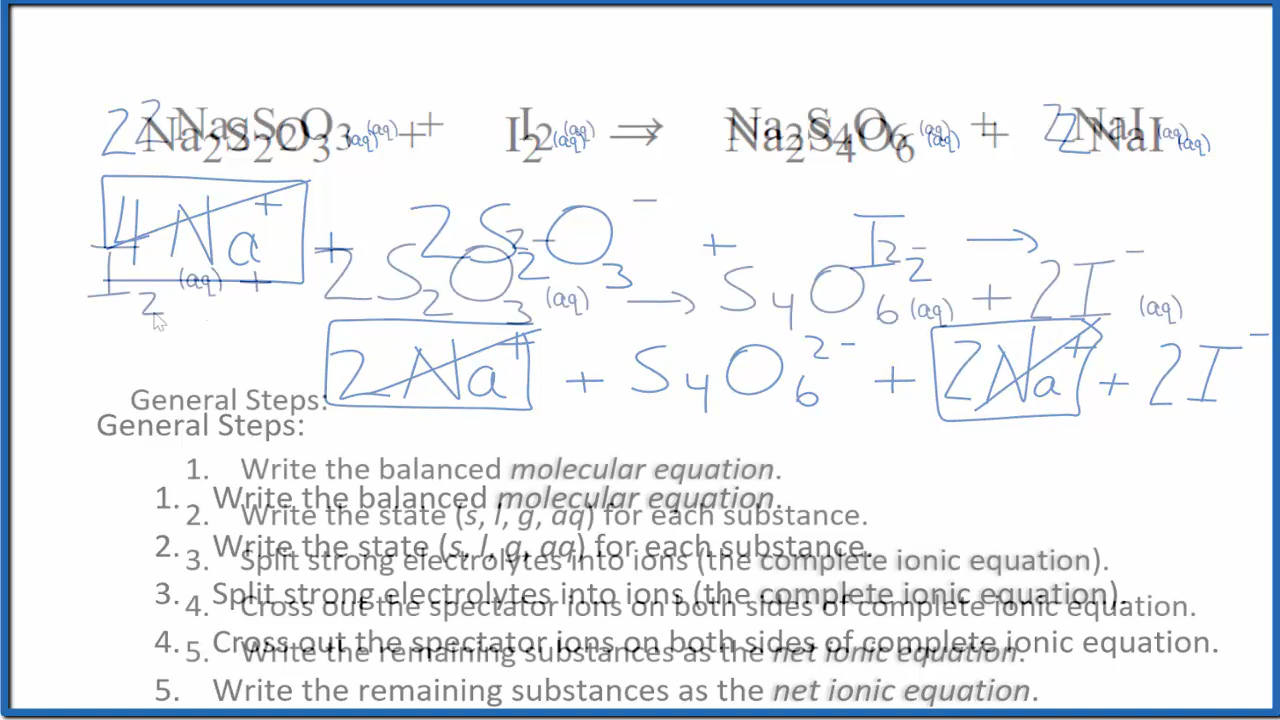 2 Na₂S₂O₃ (aq) + I₂ (aq) → Na₂S₄O₆ (aq) + 2 NaI (aq)
4Na⁺ + 2S₂O₃ ⁻ + I₂ →
I₂ (aq) + 2S₂O₃ ²⁻ (aq) → S₄O₆ ²⁻ (aq) + 2I⁻ (aq)
2Na⁺ + S₄O₆²⁻ + 2Na⁺ + 2I⁻
General Steps:
General Steps:
1. Write the balanced molecular equation.
1. Write the balanced molecular equation.
2. Write the state (s, l, g, aq) for each substance.
2. Write the state (s, l, g, aq) for each substance.
3. Split strong electrolytes into ions (the complete ionic equation).
3. Split strong electrolytes into ions (the complete ionic equation).
4. Cross out the spectator ions on both sides of complete ionic equation.
4. Cross out the spectator ions on both sides of complete ionic equation.
5. Write the remaining substances as the net ionic equation.
5. Write the remaining substances as the net ionic equation.